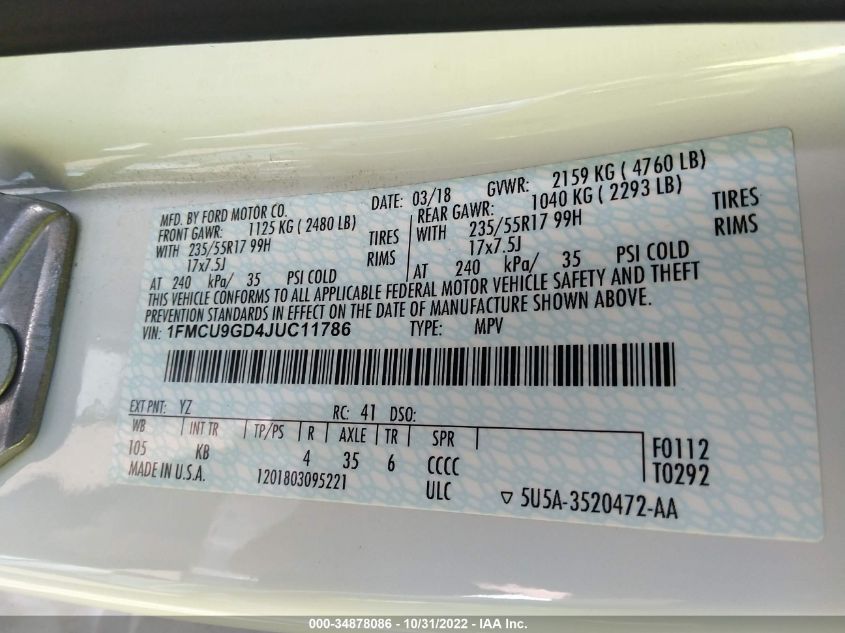 MFD. BY FORD MOTOR CO.
DATE: 03/18
GVWR: 2159 KG ( 4760 LB)
FRONT GAWR: 1125 KG ( 2480 LB)
REAR GAWR: 1040 KG ( 2293 LB)
WITH 235/55R17 99H TIRES
WITH 235/55R17 99H TIRES
17x7.5J RIMS
17x7.5J RIMS
AT 240 kPa/ 35 PSI COLD
AT 240 kPa/ 35 PSI COLD
THIS VEHICLE CONFORMS TO ALL APPLICABLE FEDERAL MOTOR VEHICLE SAFETY AND THEFT
PREVENTION STANDARDS IN EFFECT ON THE DATE OF MANUFACTURE SHOWN ABOVE.
VIN: 1FMCU9GD4JUC11786 TYPE: MPV
EXT PNT: YZ RC: 41 DSO:
WB INT TR TP/PS R AXLE TR SPR
105 KB 4 35 6 CCCC
F0112
T0292
MADE IN U.S.A. 1201803095221 ULC
▽ 5U5A-3520472-AA
000-34878086 - 10/31/2022 - IAA Inc.